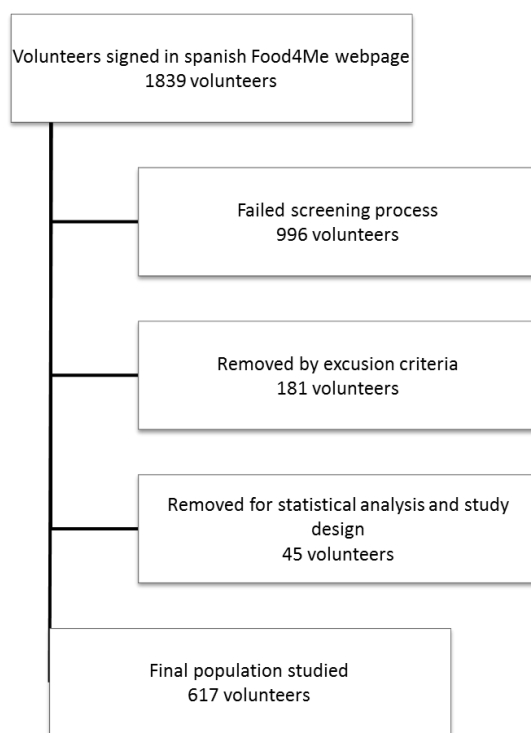 Volunteers signed in spanish Food4Me webpage
1839 volunteers
Failed screening process
996 volunteers
Removed by excusion criteria
181 volunteers
Removed for statistical analysis and study
design
45 volunteers
Final population studied
617 volunteers